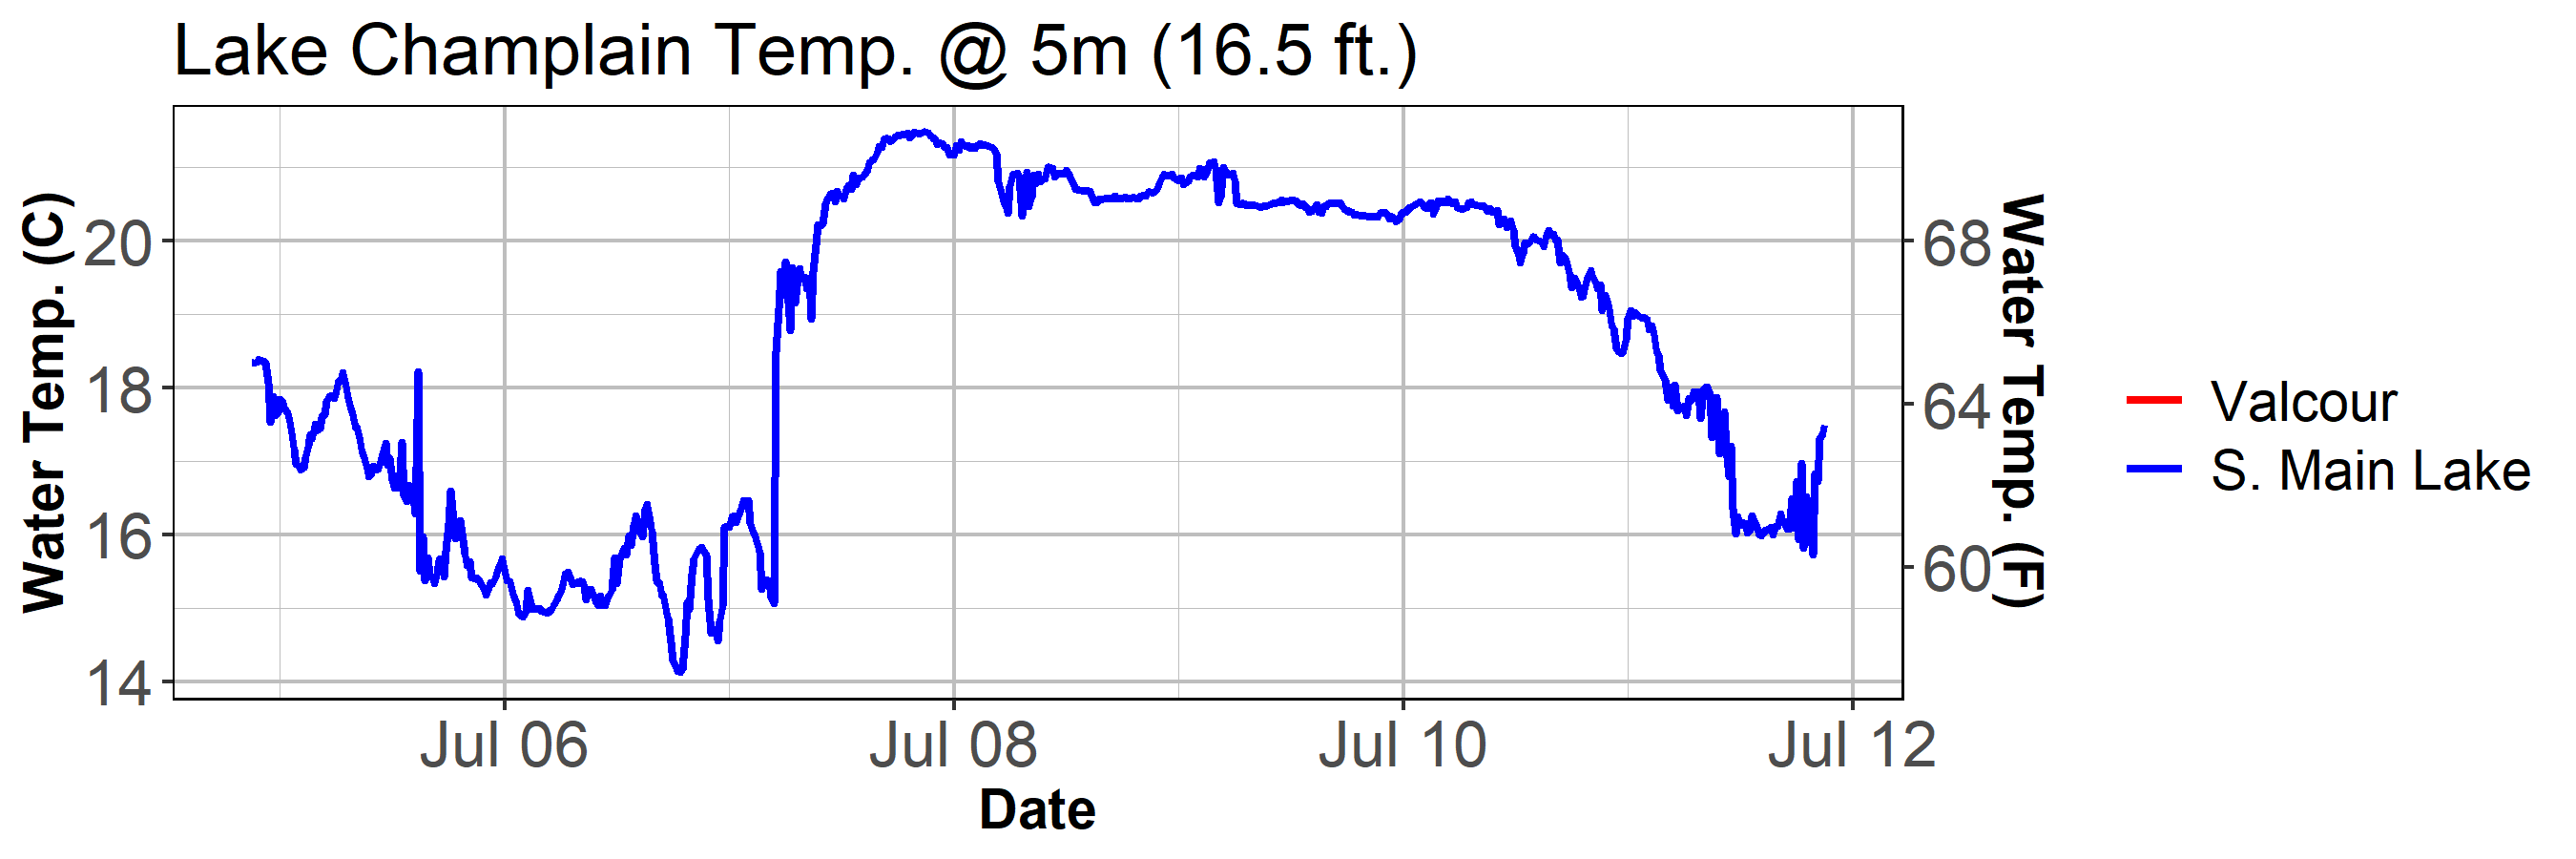 Lake Champlain Temp. @ 5m (16.5 ft.)
Water Temp. (C)
20
18
16
14
68
64
60
Water Temp. (F)
Jul 06
Jul 08
Jul 10
Jul 12
Date
Valcour
S. Main Lake